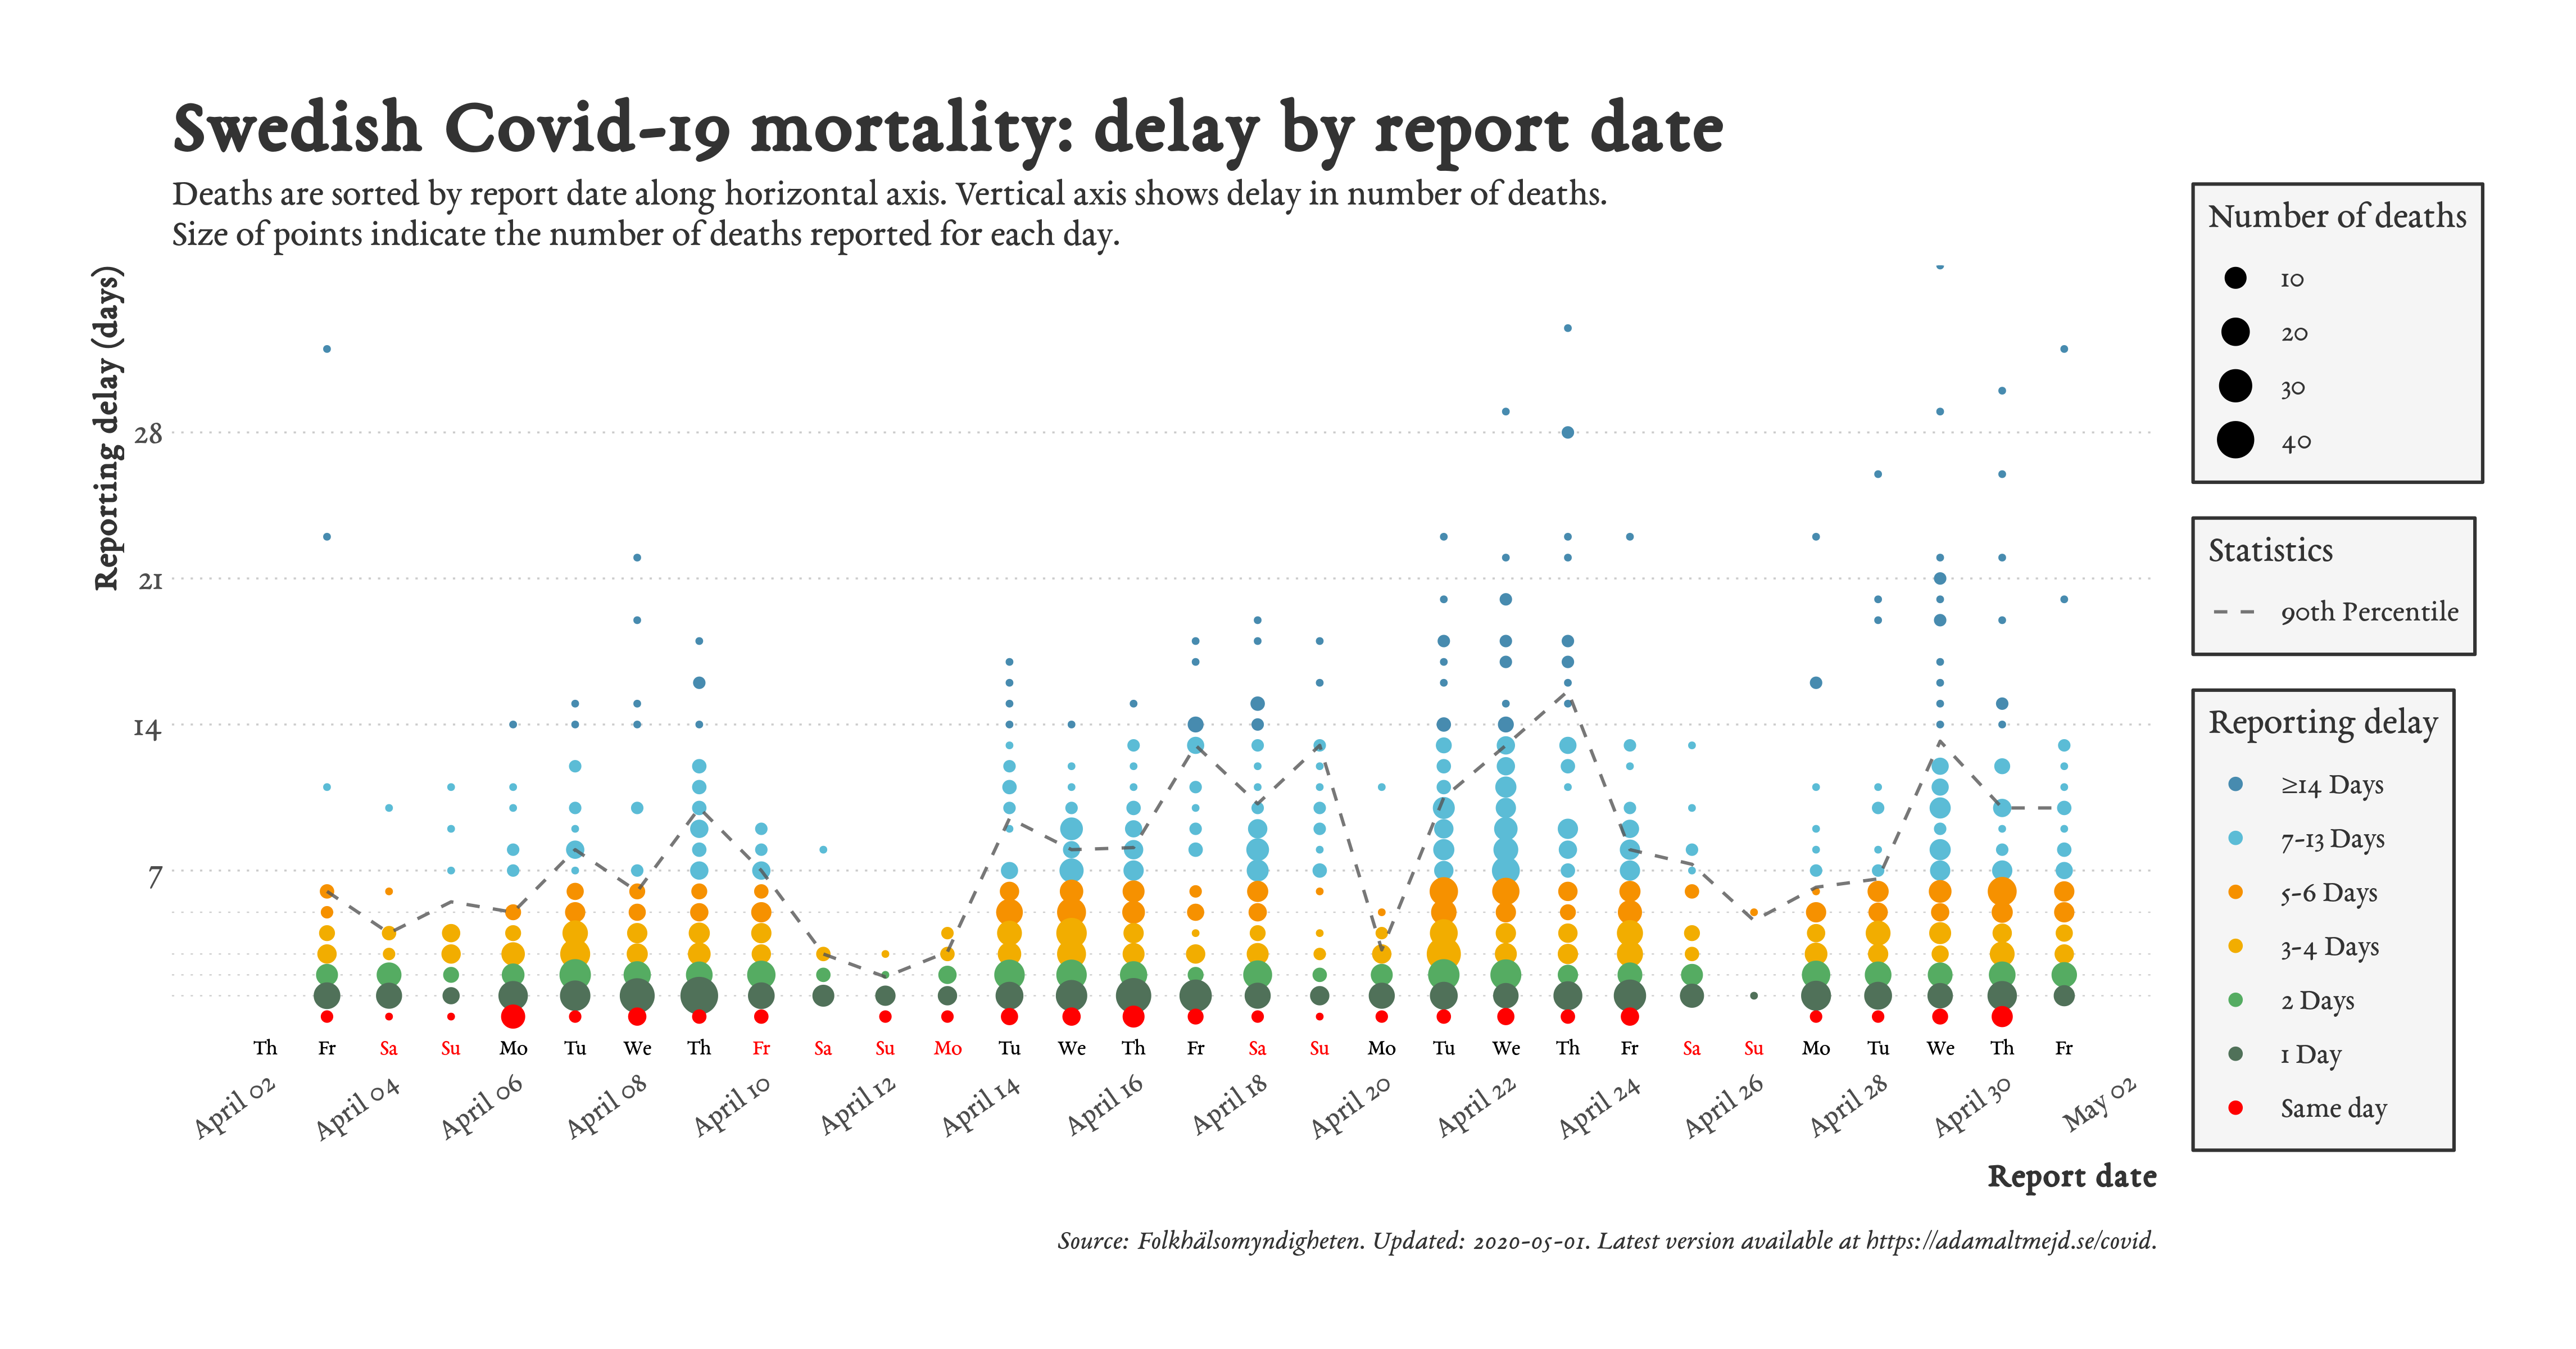 Swedish Covid-19 mortality: delay by report date
Deaths are sorted by report date along horizontal axis. Vertical axis shows delay in number of deaths.
Size of points indicate the number of deaths reported for each day.
Reporting delay (days)
28
21
14
7
Th Fr Sa Su Mo Tu We Th Fr Sa Su Mo Tu We Th Fr Sa Su Mo Tu We Th Fr Sa Su Mo Tu We Th Fr
April 02 April 04 April 06 April 08 April 10 April 12 April 14 April 16 April 18 April 20 April 22 April 24 April 26 April 28 April 30 May 02
Report date
Number of deaths
10
20
30
40
Statistics
90th Percentile
Reporting delay
≥14 Days
7-13 Days
5-6 Days
3-4 Days
2 Days
1 Day
Same day
Source: Folkhälsomyndigheten. Updated: 2020-05-01. Latest version available at https://adamaltmejd.se/covid.